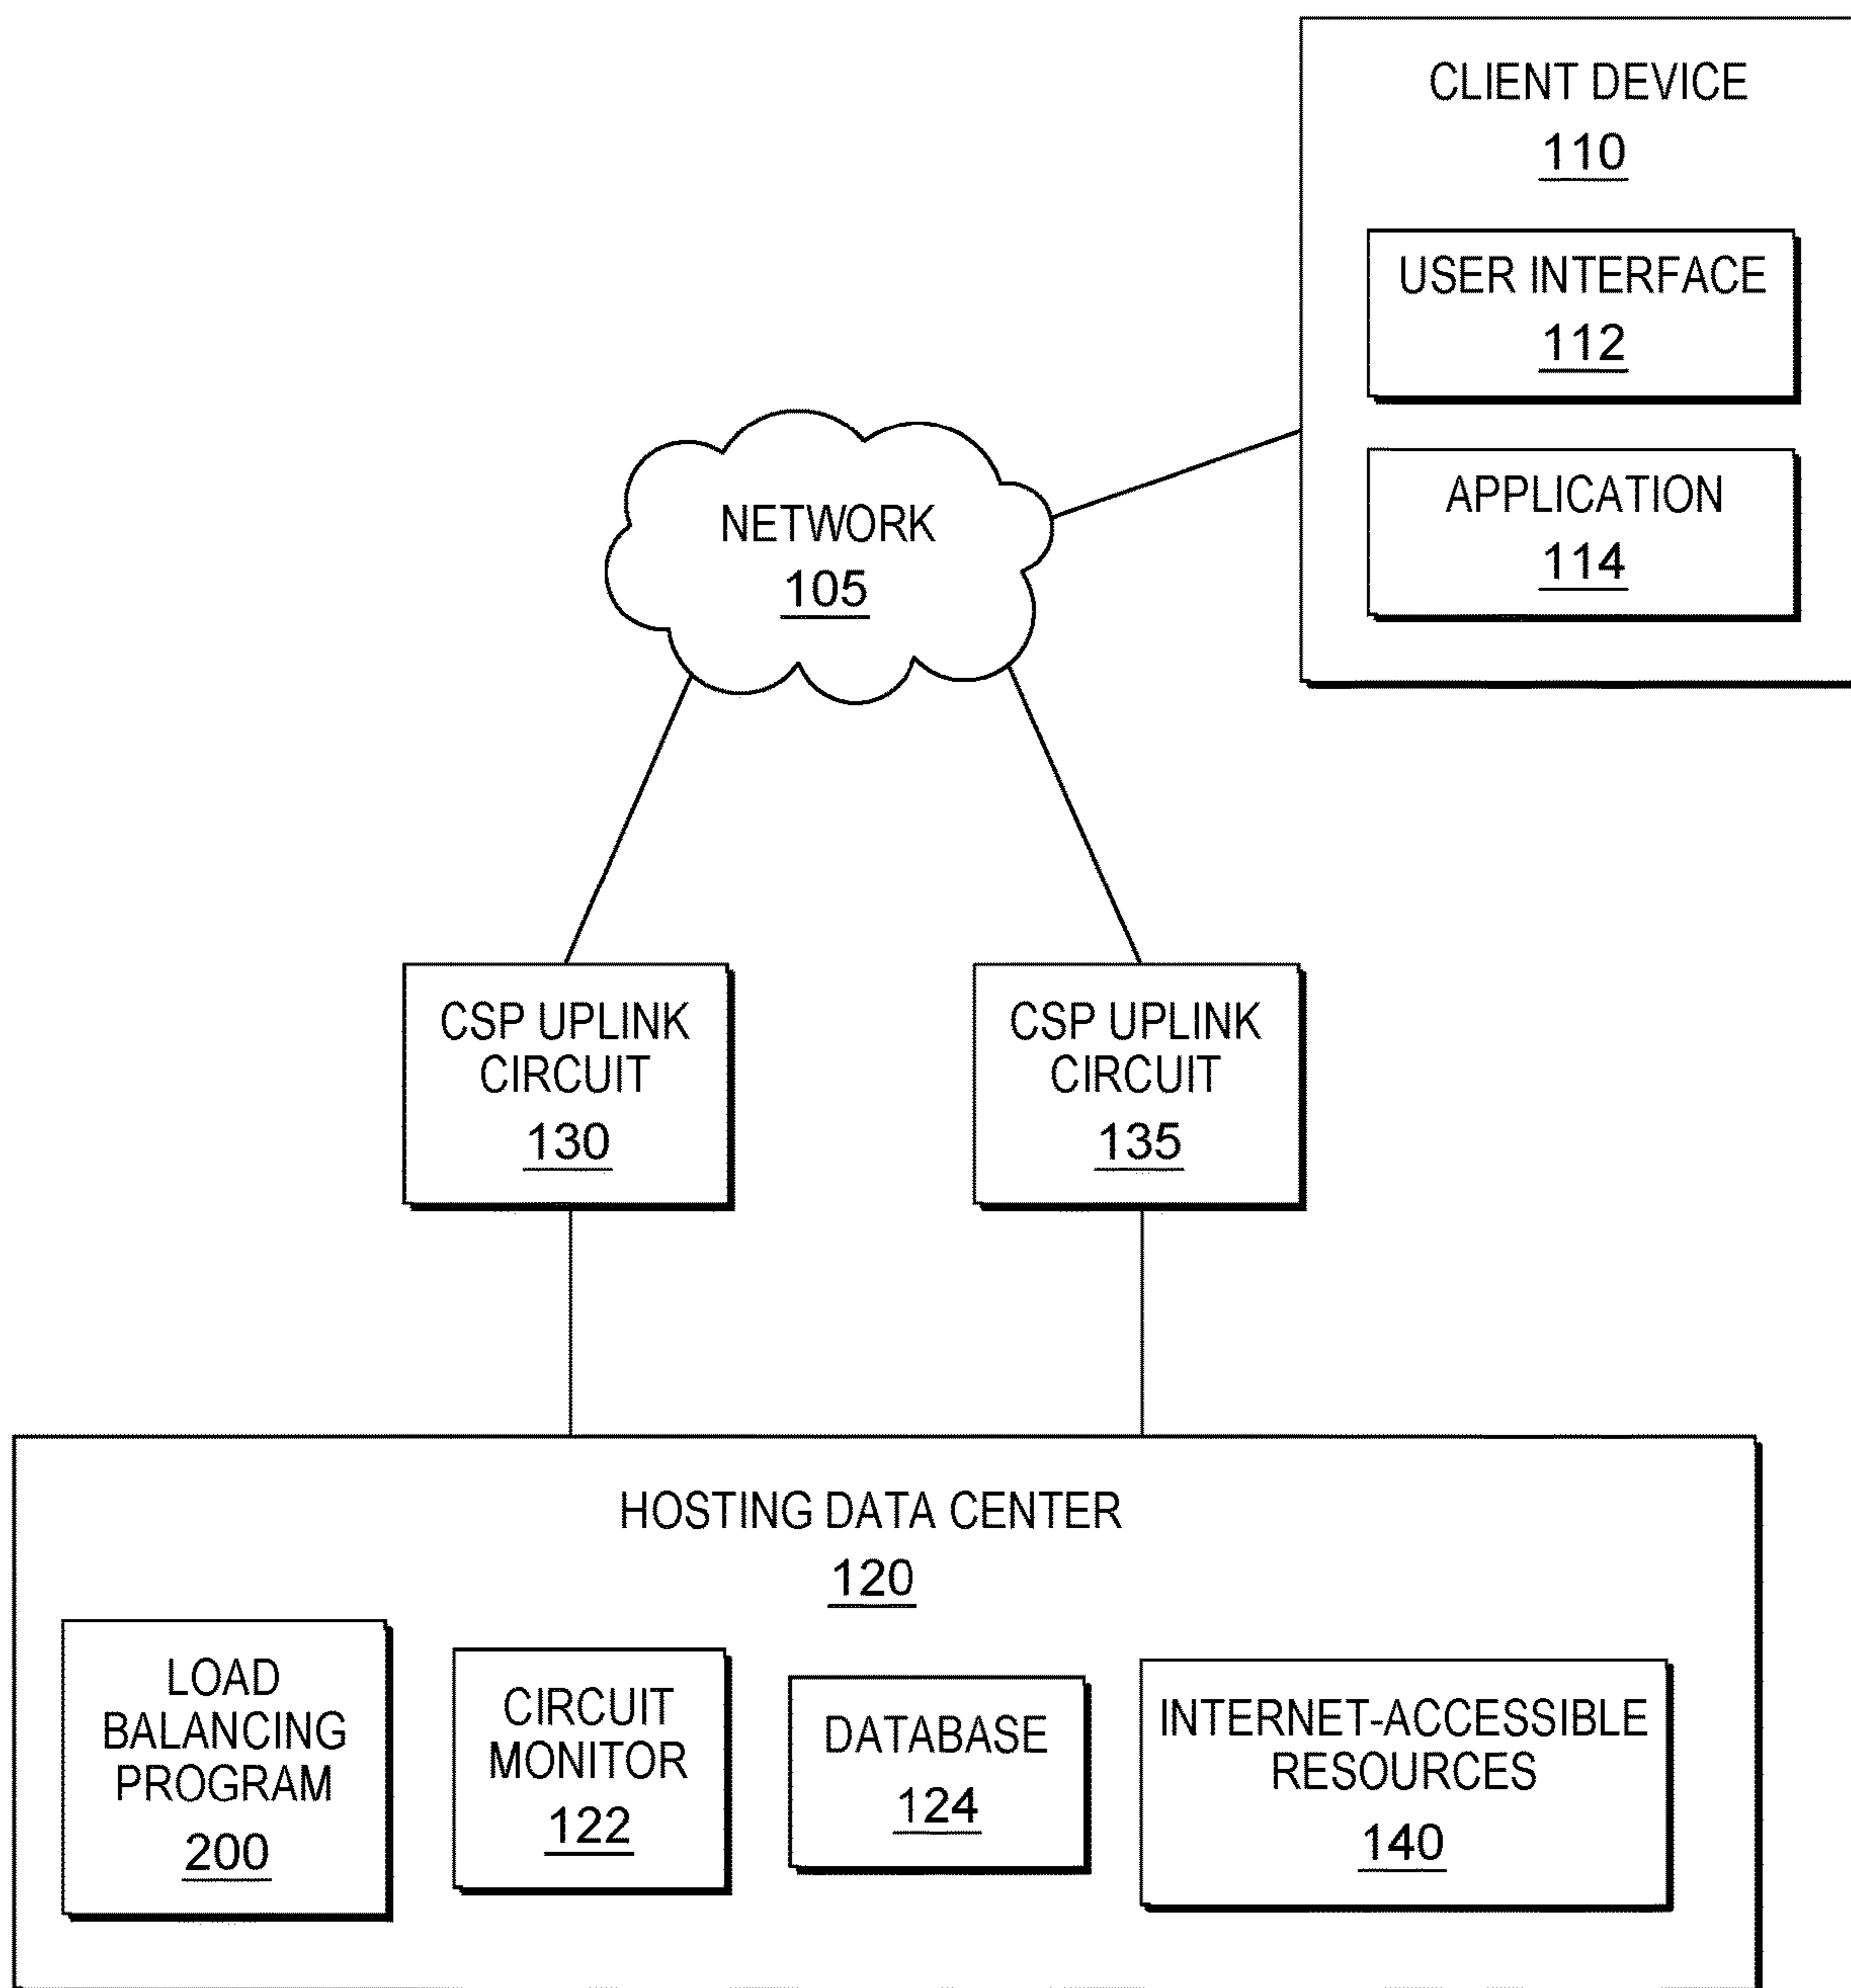 CLIENT DEVICE
110
USER INTERFACE
112
APPLICATION
114
NETWORK
105
CSP UPLINK
CIRCUIT
130
CSP UPLINK
CIRCUIT
135
HOSTING DATA CENTER
120
LOAD
BALANCING
PROGRAM
200
CIRCUIT
MONITOR
122
DATABASE
124
INTERNET-ACCESSIBLE
RESOURCES
140